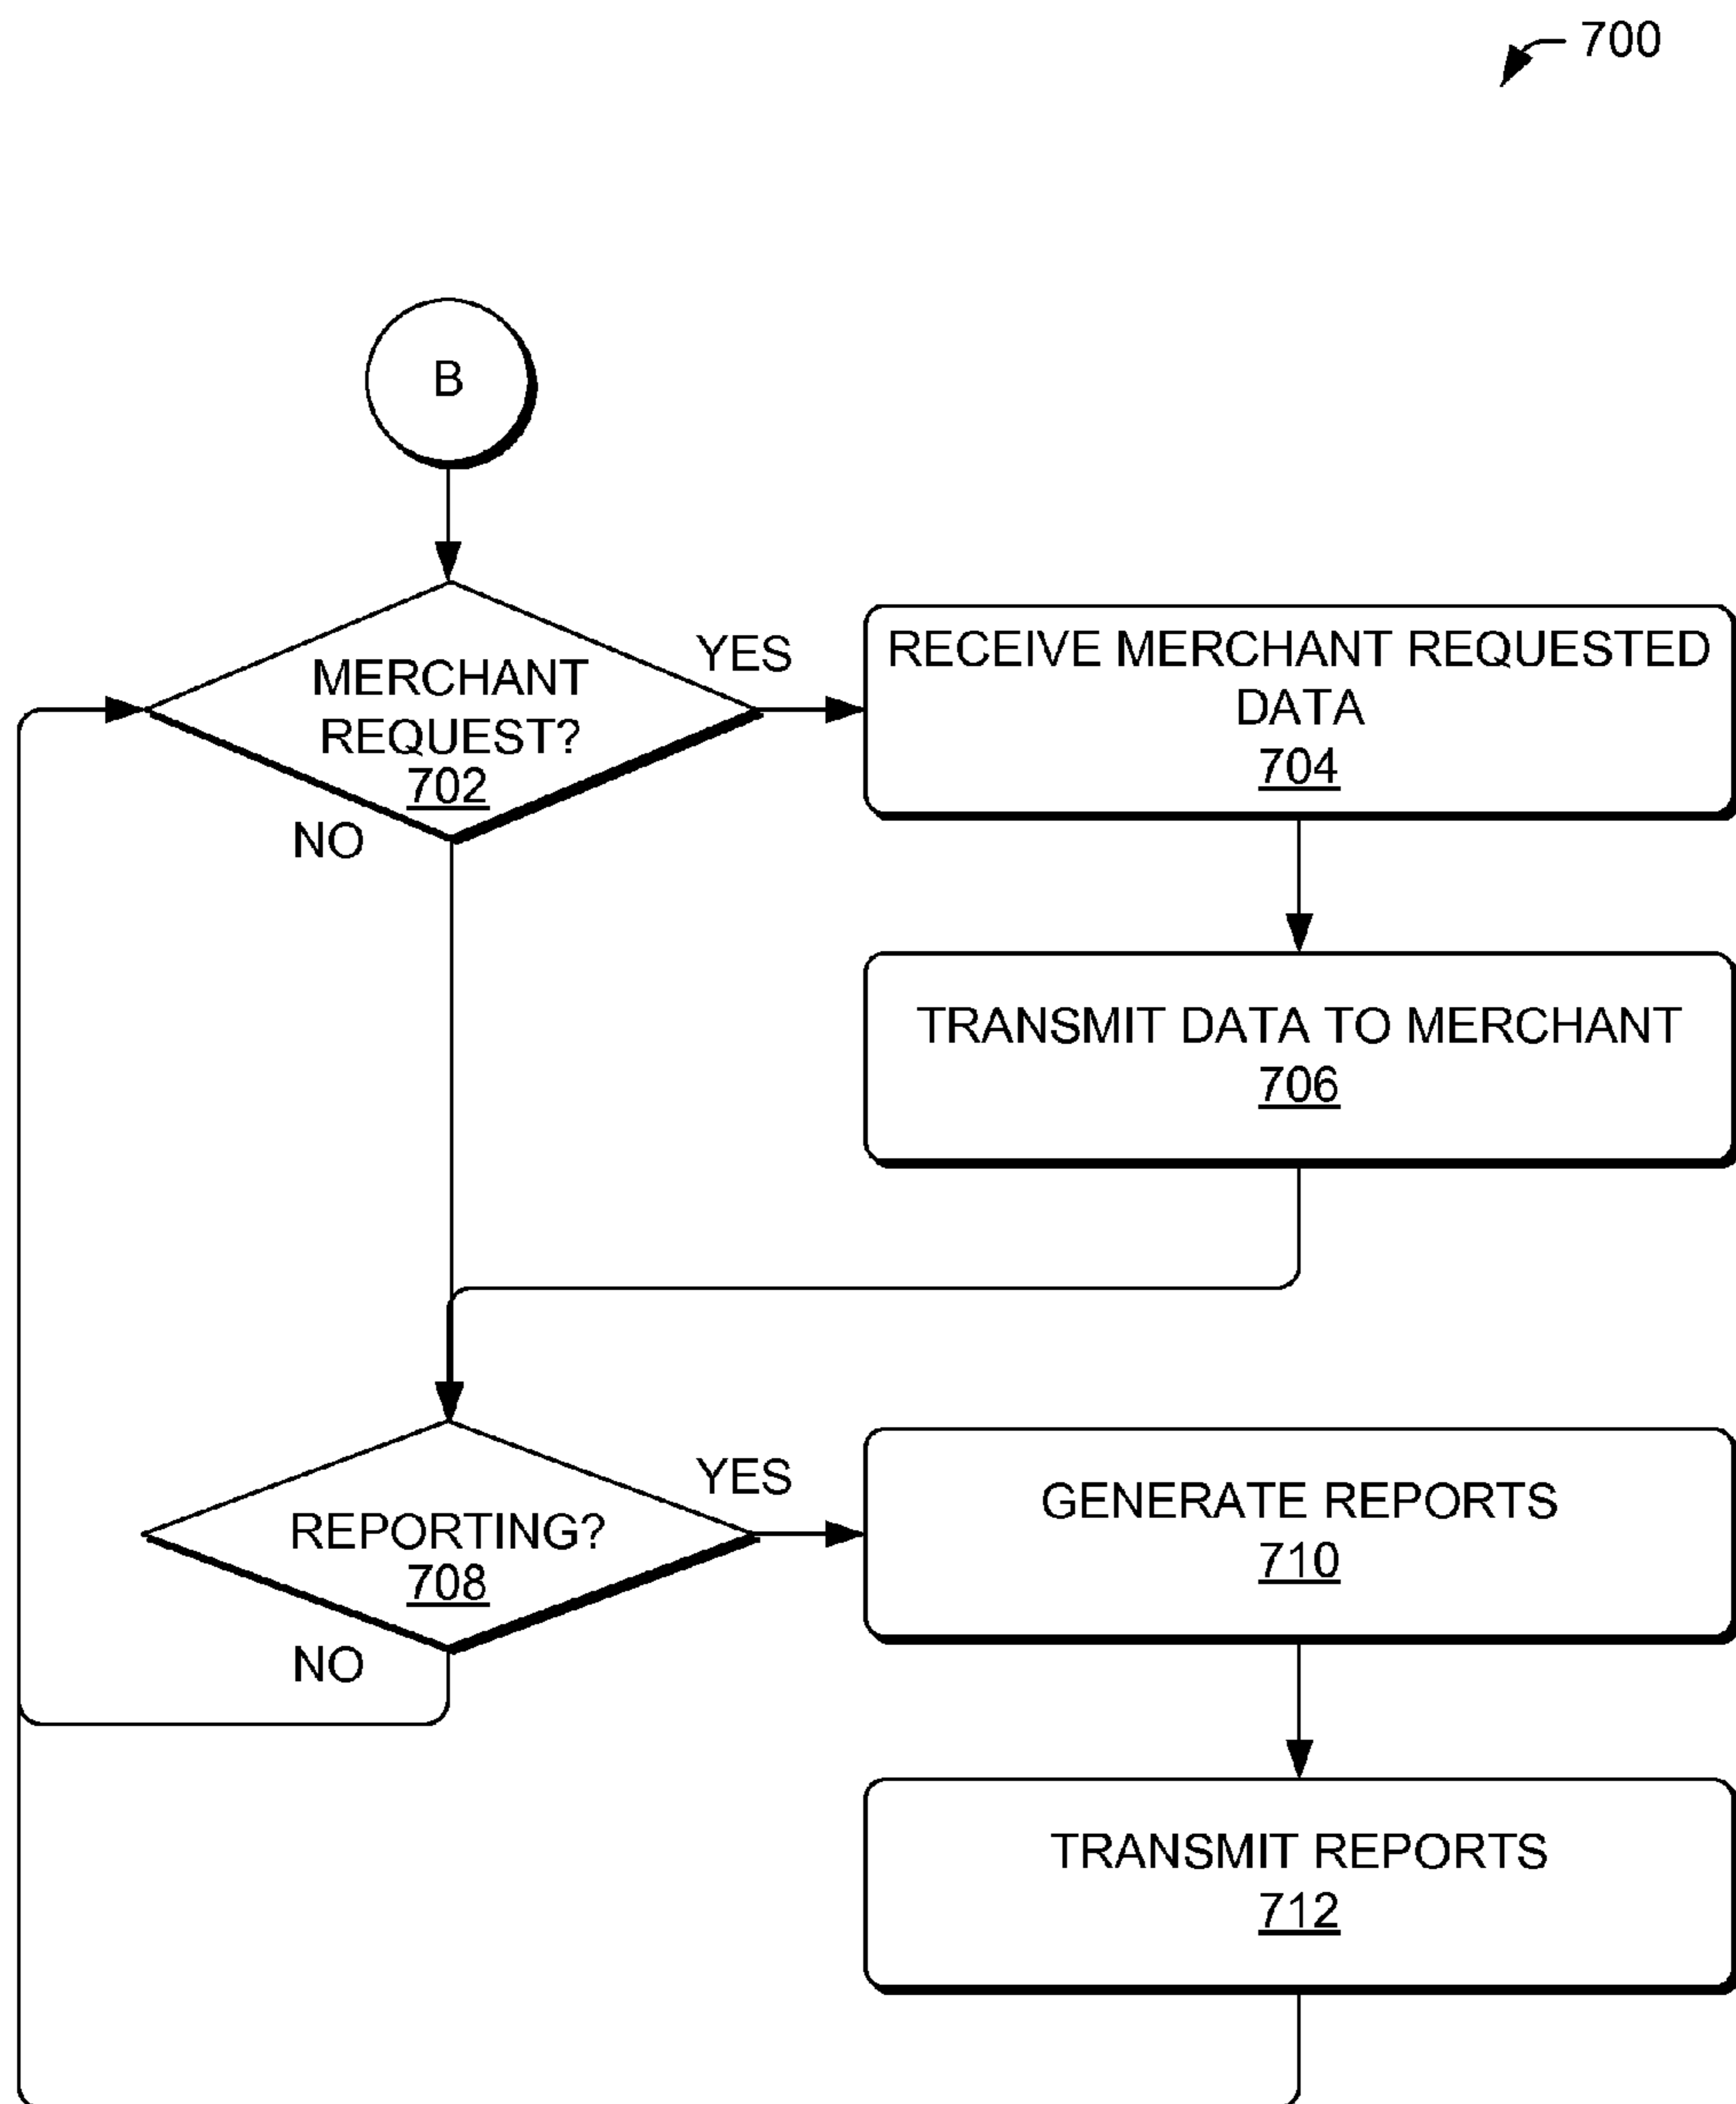 700
B
YES
MERCHANT
REQUEST?
702
NO
RECEIVE MERCHANT REQUESTED
DATA
704
TRANSMIT DATA TO MERCHANT
706
YES
REPORTING?
708
NO
GENERATE REPORTS
710
TRANSMIT REPORTS
712